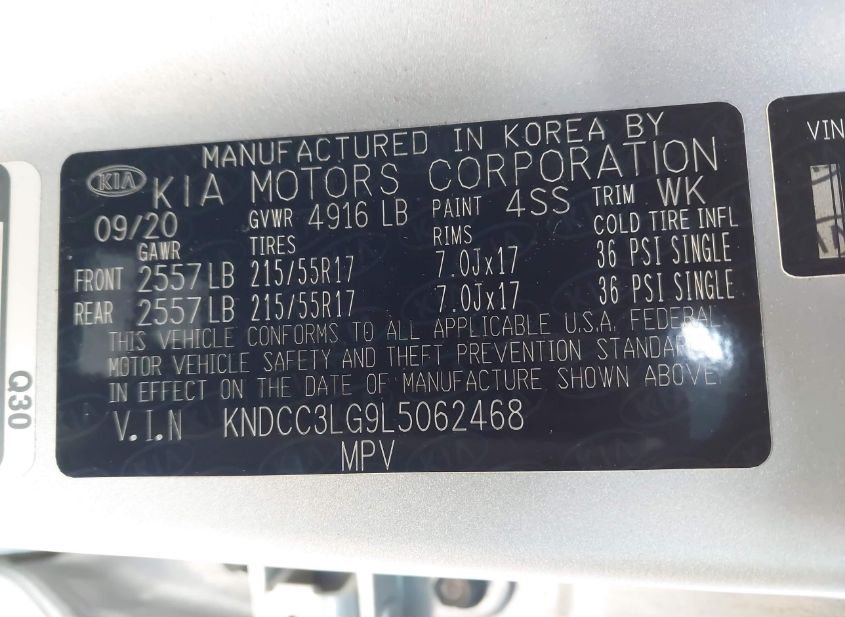 MANUFACTURED IN KOREA BY
KIA KIA MOTORS CORPORATION
09/20 GVWR 4916 LB PAINT 4SS TRIM WK
GAWR TIRES RIMS COLD TIRE INFL
FRONT 2557 LB 215/55R17 7.0Jx17 36 PSI SINGLE
REAR 2557 LB 215/55R17 7.0Jx17 36 PSI SINGLE
THIS VEHICLE CONFORMS TO ALL APPLICABLE U.S.A. FEDERAL
MOTOR VEHICLE SAFETY AND THEFT PREVENTION
IN EFFECT ON THE DATE OF MANUFACTURE SHOWN ABOVE
V.I.N KNDCC3LG9L5062468
MPV
Q30
VIN